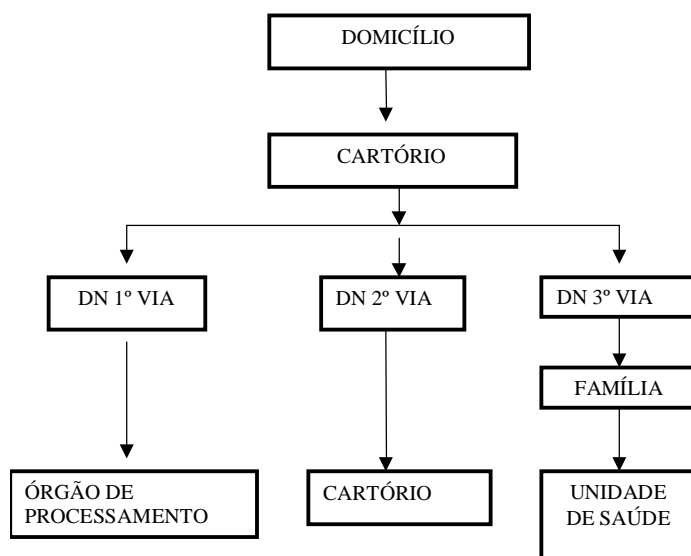 DOMICÍLIO
CARTÓRIO
DN 1º VIA
DN 2º VIA
DN 3º VIA
FAMÍLIA
ÓRGÃO DE
PROCESSAMENTO
CARTÓRIO
UNIDADE
DE SAÚDE